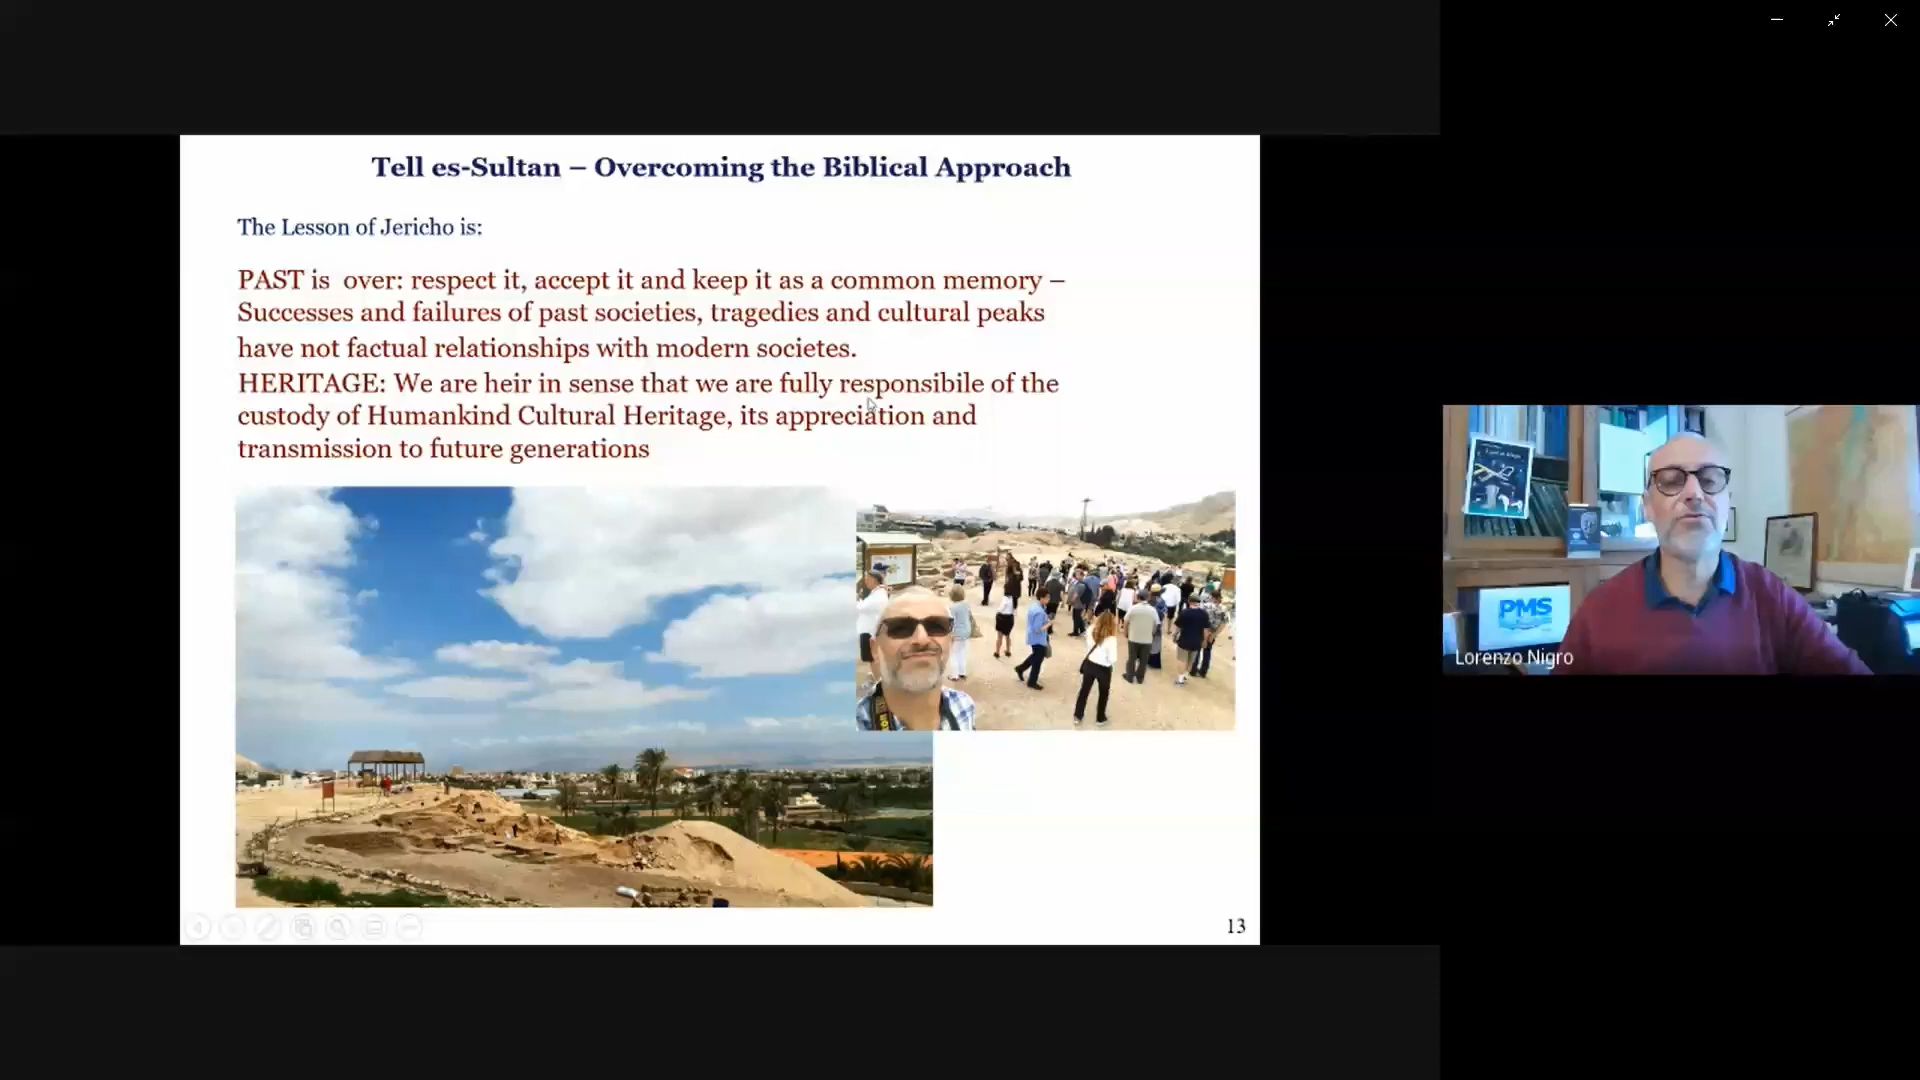 Tell es-Sultan – Overcoming the Biblical Approach
The Lesson of Jericho is:
PAST is  over: respect it, accept it and keep it as a common memory –
Successes and failures of past societies, tragedies and cultural peaks
have not factual relationships with modern societes.
HERITAGE: We are heir in sense that we are fully responsibile of the
custody of Humankind Cultural Heritage, its appreciation and
transmission to future generations
13
PMS
Lorenzo Nigro